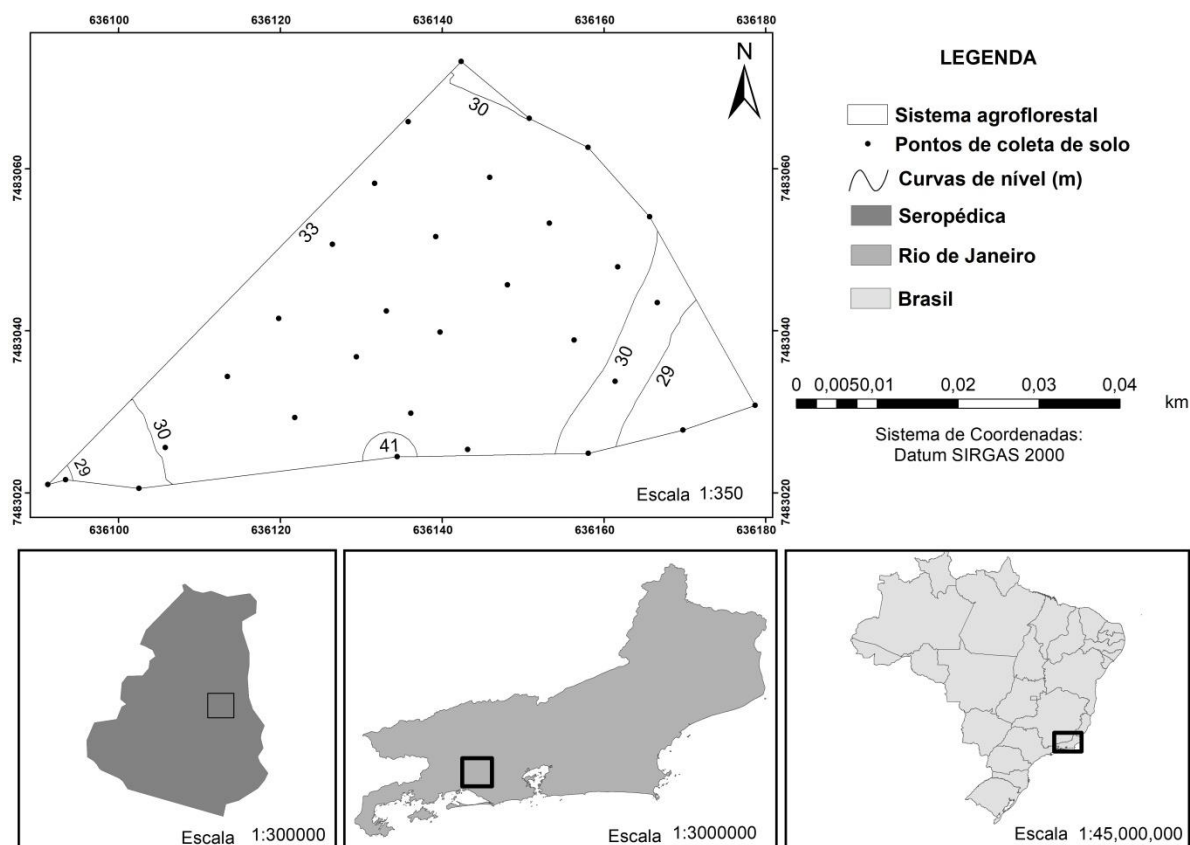 636100 636120 636140 636160 636180
7483060
7483040
7483020
7483060
7483040
7483020
N
30
33
30
29
30
29
41
Escala 1:350
636100 636120 636140 636160 636180
LEGENDA
Sistema agroflorestal
Pontos de coleta de solo
Curvas de nível (m)
Seropédica
Rio de Janeiro
Brasil
0 0,0050,01 0,02 0,03 0,04
km
Sistema de Coordenadas:
Datum SIRGAS 2000
Escala 1:300000
Escala 1:3000000
Escala 1:45,000,000